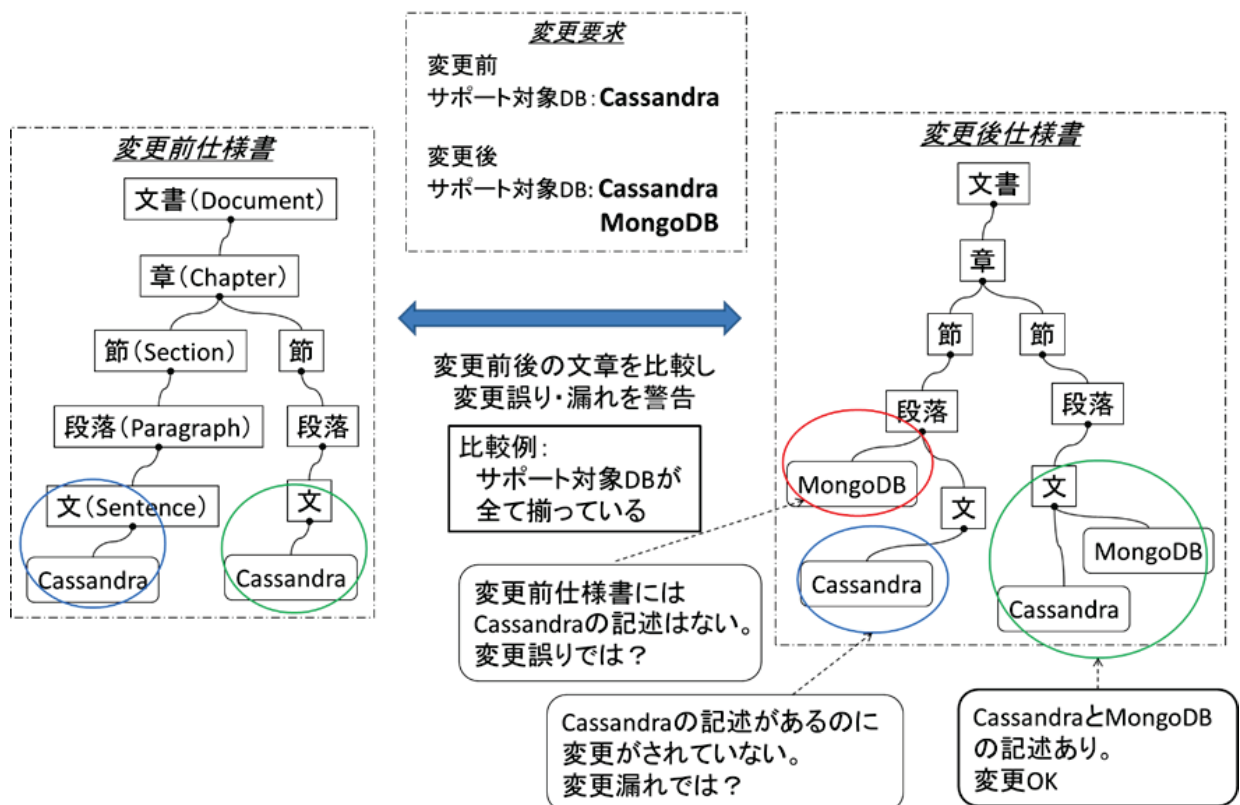 変更要求
変更前
サポート対象DB：Cassandra
変更後
サポート対象DB：Cassandra
MongoDB
変更前仕様書
文書（Document）
章（Chapter）
節（Section）
節
段落（Paragraph）
段落
文（Sentence）
文
Cassandra
Cassandra
変更前後の文章を比較し
変更誤り・漏れを警告
比較例：
サポート対象DBが
全て揃っている
変更後仕様書
文書
章
節
節
段落
段落
MongoDB
文
文
Cassandra
MongoDB
Cassandra
変更前仕様書には
Cassandraの記述はない。
変更誤りでは？
Cassandraの記述があるのに
変更がされていない。
変更漏れでは？
CassandraとMongoDB
の記述あり。
変更OK